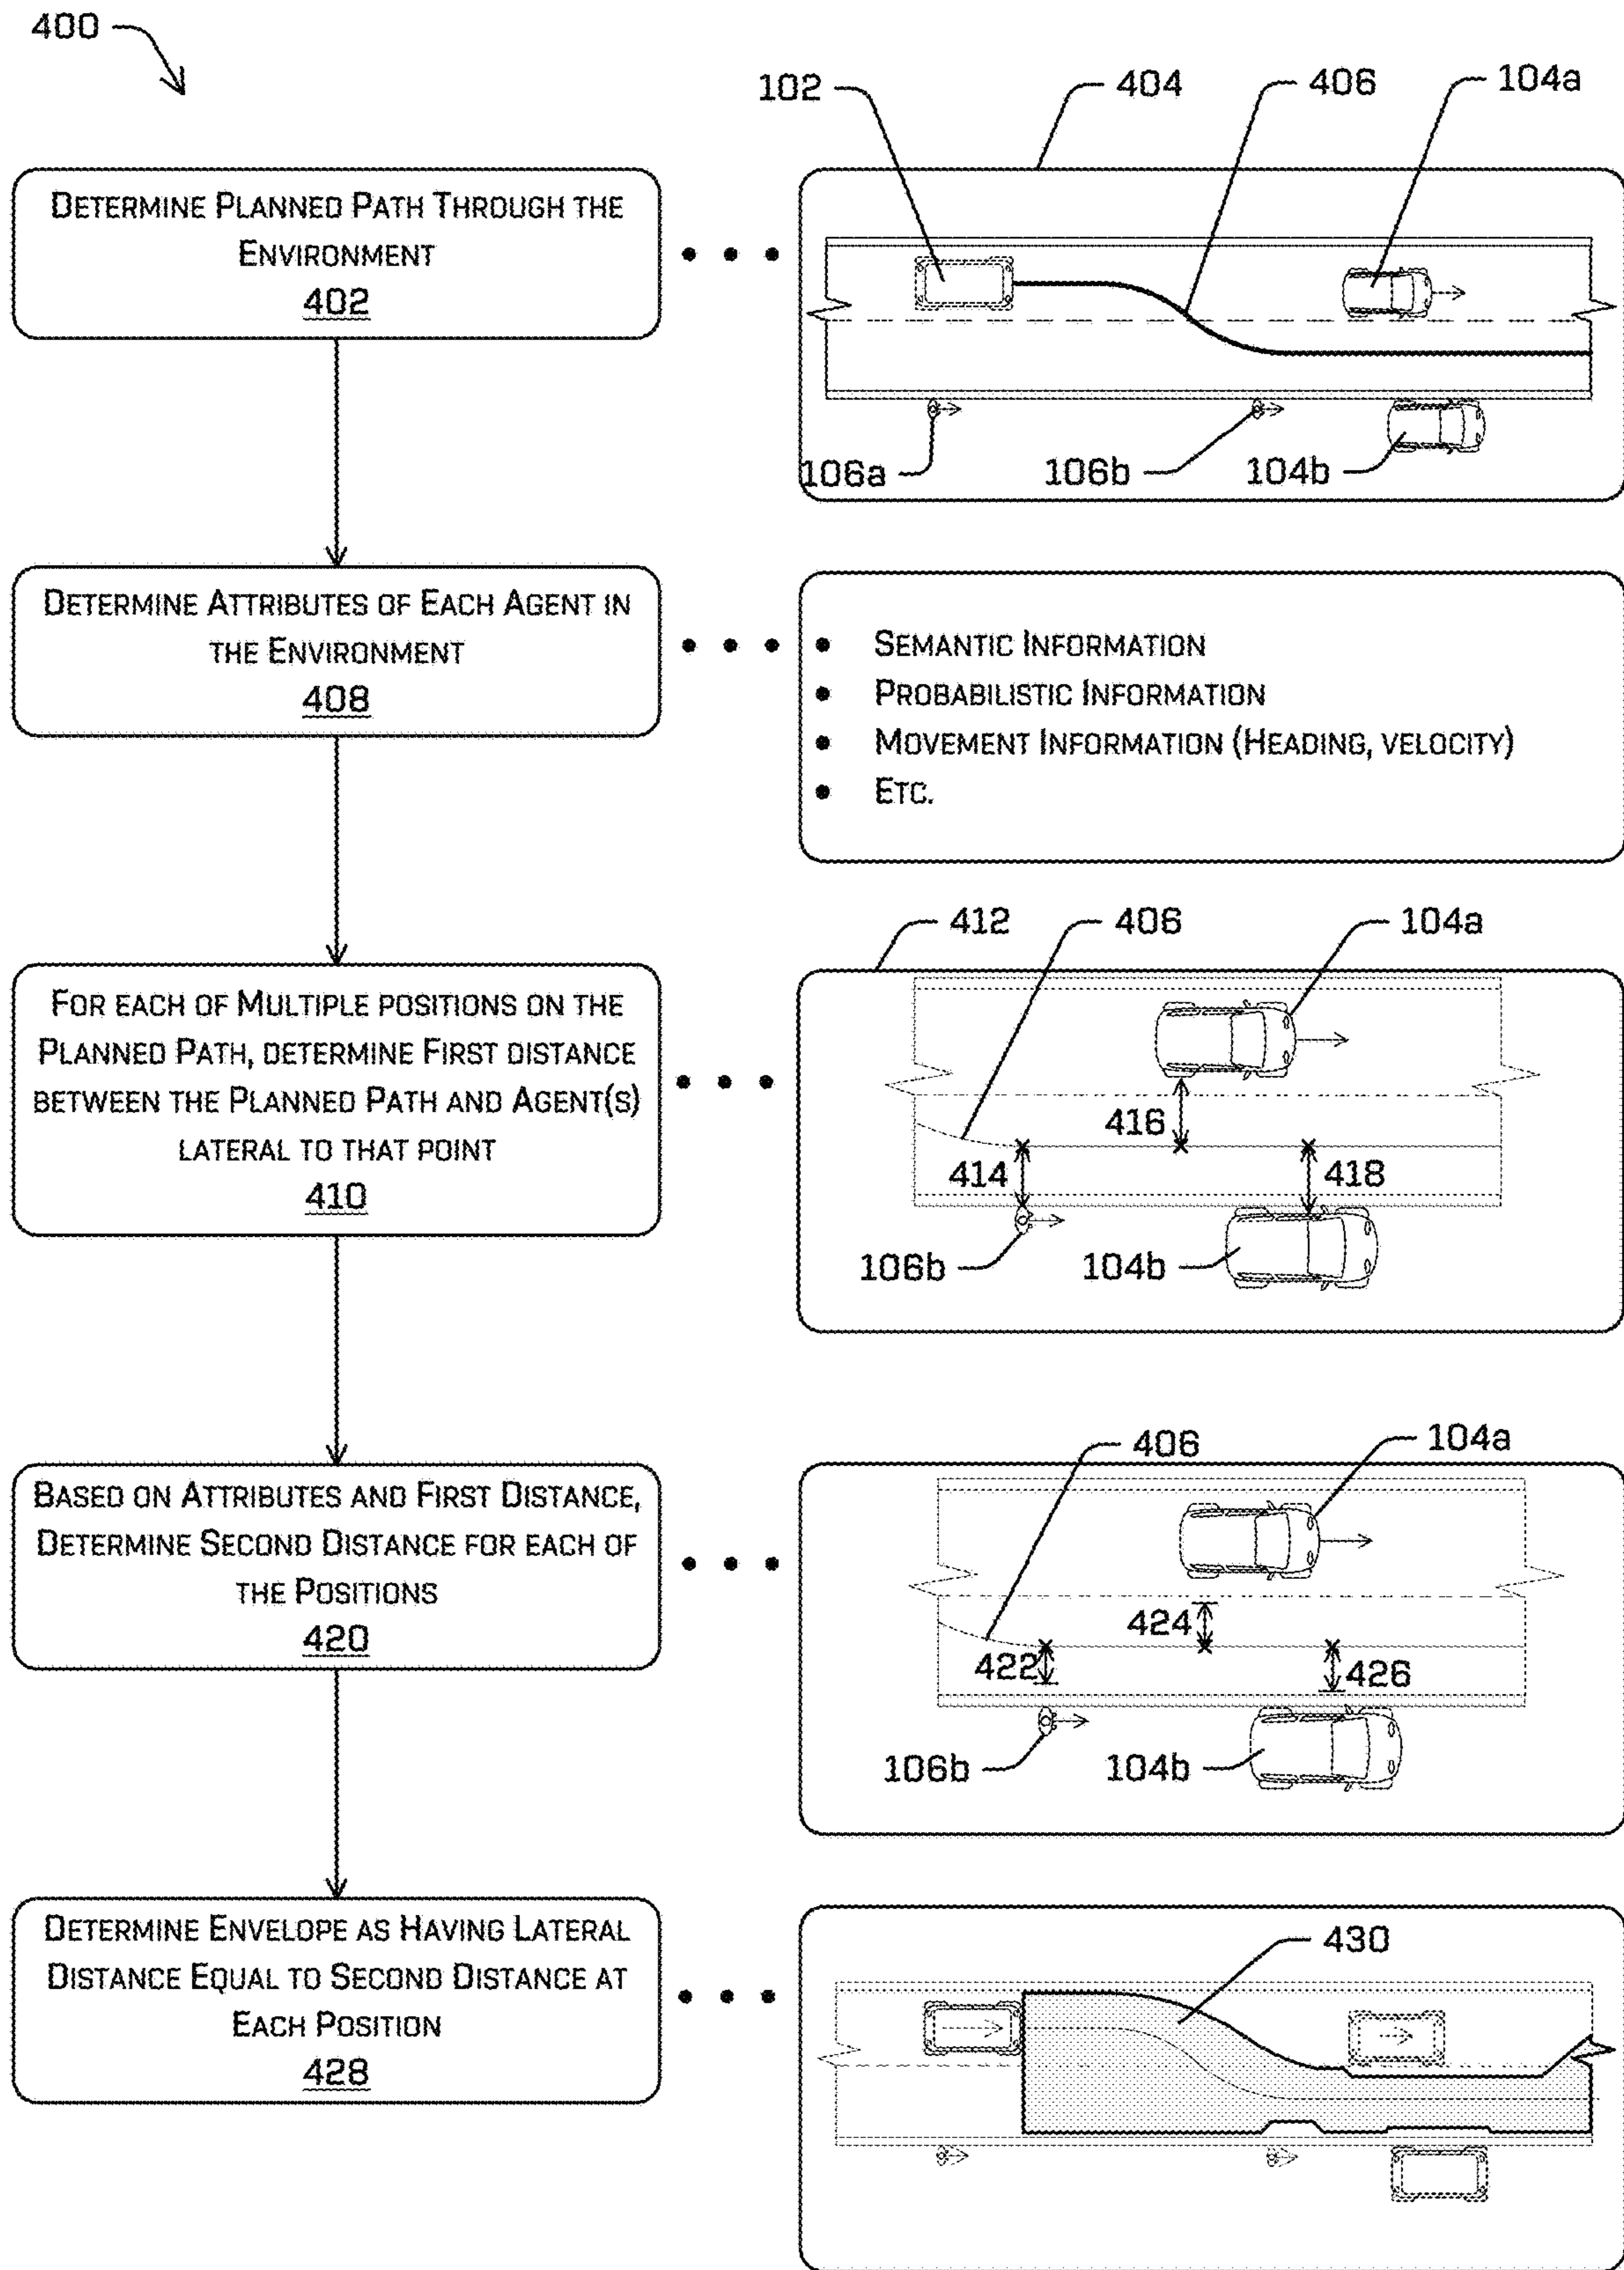 400
102
404
406
104a
DETERMINE PLANNED PATH THROUGH THE
ENVIRONMENT
402
106a
106b
104b
DETERMINE ATTRIBUTES OF EACH AGENT IN
THE ENVIRONMENT
408
• SEMANTIC INFORMATION
• PROBABILISTIC INFORMATION
• MOVEMENT INFORMATION (HEADING, VELOCITY)
• ETC.
412
406
104a
FOR EACH OF MULTIPLE POSITIONS ON THE
PLANNED PATH, DETERMINE FIRST DISTANCE
BETWEEN THE PLANNED PATH AND AGENT(S)
LATERAL TO THAT POINT
410
416
414
418
106b
104b
406
104a
BASED ON ATTRIBUTES AND FIRST DISTANCE,
DETERMINE SECOND DISTANCE FOR EACH OF
THE POSITIONS
420
424
422
426
106b
104b
DETERMINE ENVELOPE AS HAVING LATERAL
DISTANCE EQUAL TO SECOND DISTANCE AT
EACH POSITION
428
430